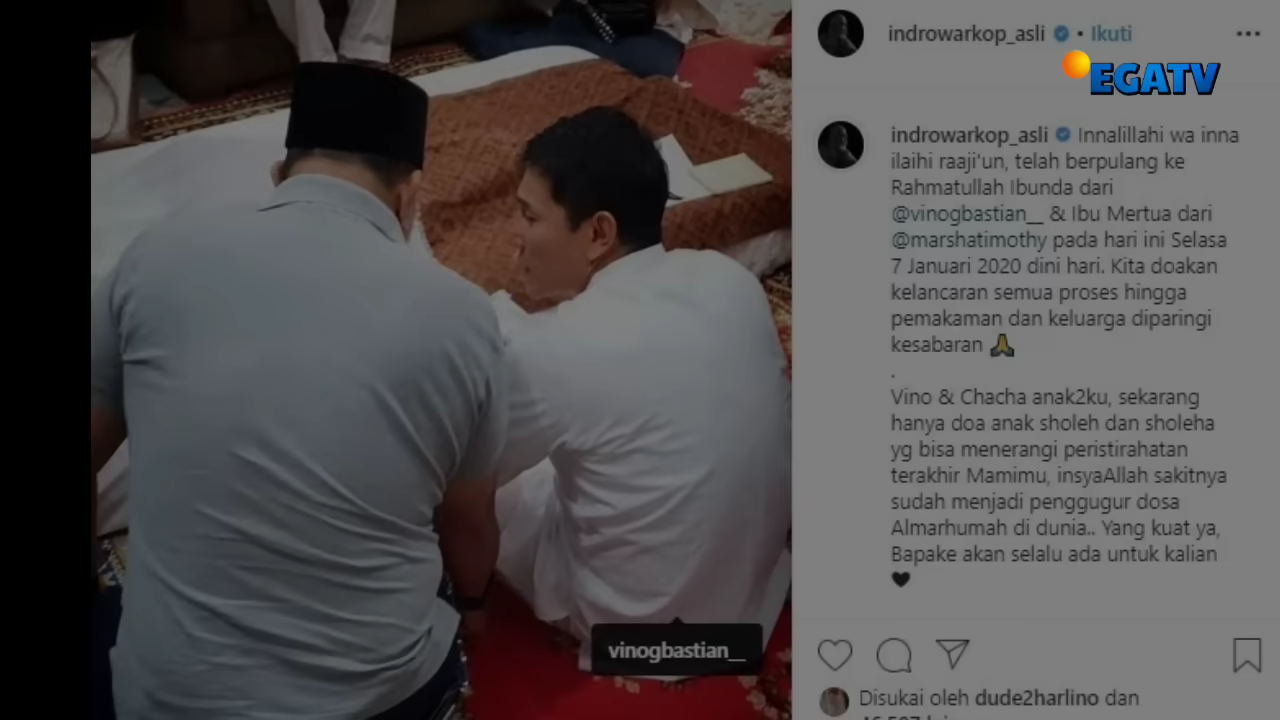 indrowarkop_asli • Ikuti
EGATV
indrowarkop_asli Innalillahi wa inna
ilaihi raaji'un, telah berpulang ke
Rahmatullah Ibunda dari
@vinogbastian__ & Ibu Mertua dari
@marshatimothy pada hari ini Selasa
7 Januari 2020 dini hari. Kita doakan
kelancaran semua proses hingga
pemakaman dan keluarga diparingi
kesabaran 🙏
.
Vino & Chacha anak2ku, sekarang
hanya doa anak sholeh dan sholeha
yg bisa menerangi peristirahatan
terakhir Mamimu, insyaAllah sakitnya
sudah menjadi penggugur dosa
Almarhumah di dunia.. Yang kuat ya,
Bapake akan selalu ada untuk kalian
🖤
vinogbastian__
Disukai oleh dude2harlino dan